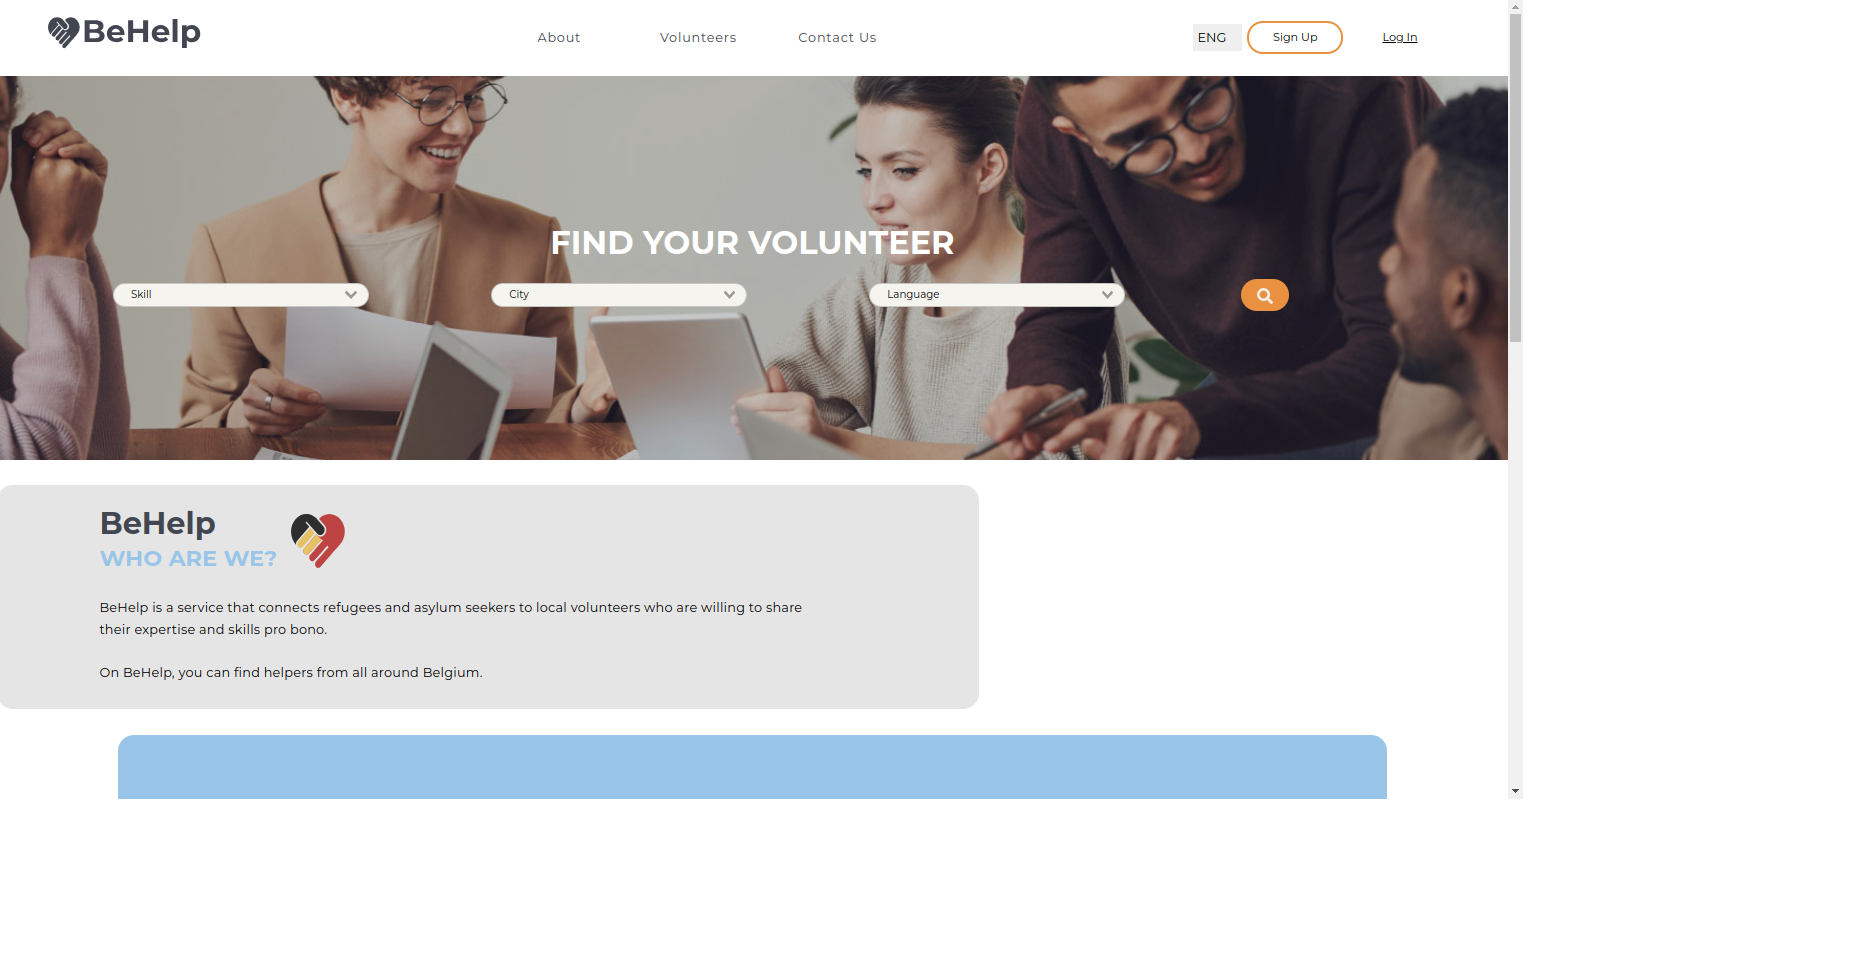 BeHelp
About
Volunteers
Contact Us
ENG
Sign Up
Log In
FIND YOUR VOLUNTEER
Skill
City
Language
BeHelp
WHO ARE WE?
BeHelp is a service that connects refugees and asylum seekers to local volunteers who are willing to share
their expertise and skills pro bono.
On BeHelp, you can find helpers from all around Belgium.